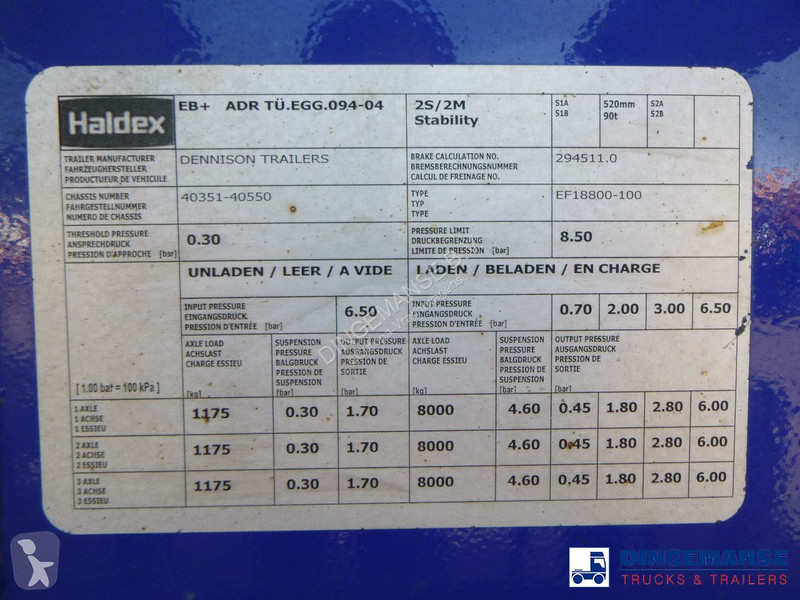 Haldex
EB+ ADR TÜ.EGG.094-04
2S/2M
Stability
S1A
S1B
520mm
90t
S2A
S2B
TRAILER MANUFACTURER
FAHRZEUGHERSTELLER
PRODUCTEUR DE VEHICULE
DENNISON TRAILERS
BRAKE CALCULATION NO.
BREMSBERECHNUNGSNUMMER
CALCUL DE FREINAGE NO.
294511.0
CHASSIS NUMBER
FAHRGESTELLNUMMER
NUMERO DE CHASSIS
40351-40550
TYPE
TYP
TYPE
EF18800-100
THRESHOLD PRESSURE
ANSPRECHDRUCK
PRESSION D'APPROCHE [bar]
0.30
PRESSURE LIMIT
DRUCKBEGRENZUNG
LIMITE DE PRESSION [bar]
8.50
UNLADEN / LEER / A VIDE
LADEN / BELADEN / EN CHARGE
INPUT PRESSURE
EINGANGSDRUCK
PRESSION D'ENTRÉE [bar]
6.50
INPUT PRESSURE
EINGANGSDRUCK
PRESSION D'ENTRÉE [bar]
0.70 2.00 3.00 6.50
[ 1.00 bat = 100 kPa ]
AXLE LOAD
ACHSLAST
CHARGE ESSIEU
[kg]
SUSPENSION
PRESSURE
BALGDRUCK
PRESSION DE
SUSPENSION
[bar]
OUTPUT PRESSURE
AUSGANGSDRUCK
PRESSION DE
SORTIE
[bar]
AXLE LOAD
ACHSLAST
CHARGE ESSIEU
[kg]
SUSPENSION
PRESSURE
BALGDRUCK
PRESSION DE
SUSPENSION
[bar]
OUTPUT PRESSURE
AUSGANGSDRUCK
PRESSION DE
SORTIE
[bar]
1 AXLE
1 ACHSE
1 ESSIEU
1175 0.30 1.70 8000 4.60 0.45 1.80 2.80 6.00
2 AXLE
2 ACHSE
2 ESSIEU
1175 0.30 1.70 8000 4.60 0.45 1.80 2.80 6.00
3 AXLE
3 ACHSE
3 ESSIEU
1175 0.30 1.70 8000 4.60 0.45 1.80 2.80 6.00
DINGEMANSE
TRUCKS & TRAILERS